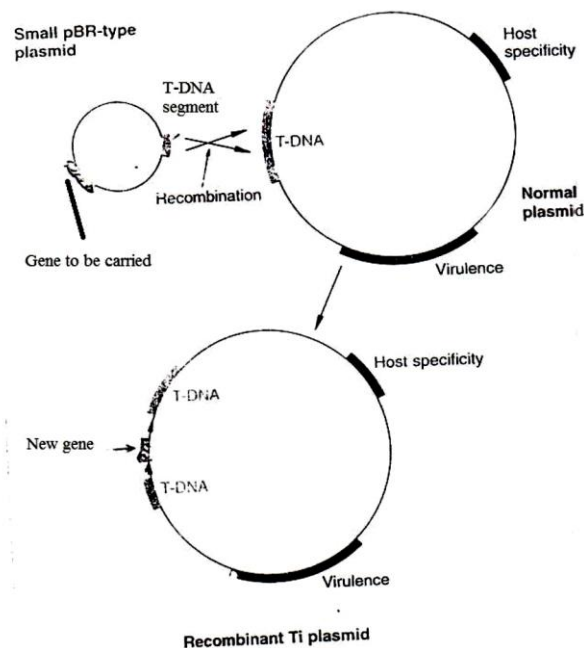 Small pBR-type
plasmid
T-DNA
segment
Host
specificity
T-DNA
Recombination
Normal
plasmid
Gene to be carried
Virulence
Host specificity
T-DNA
New gene
T-DNA
Virulence
Recombinant Ti plasmid